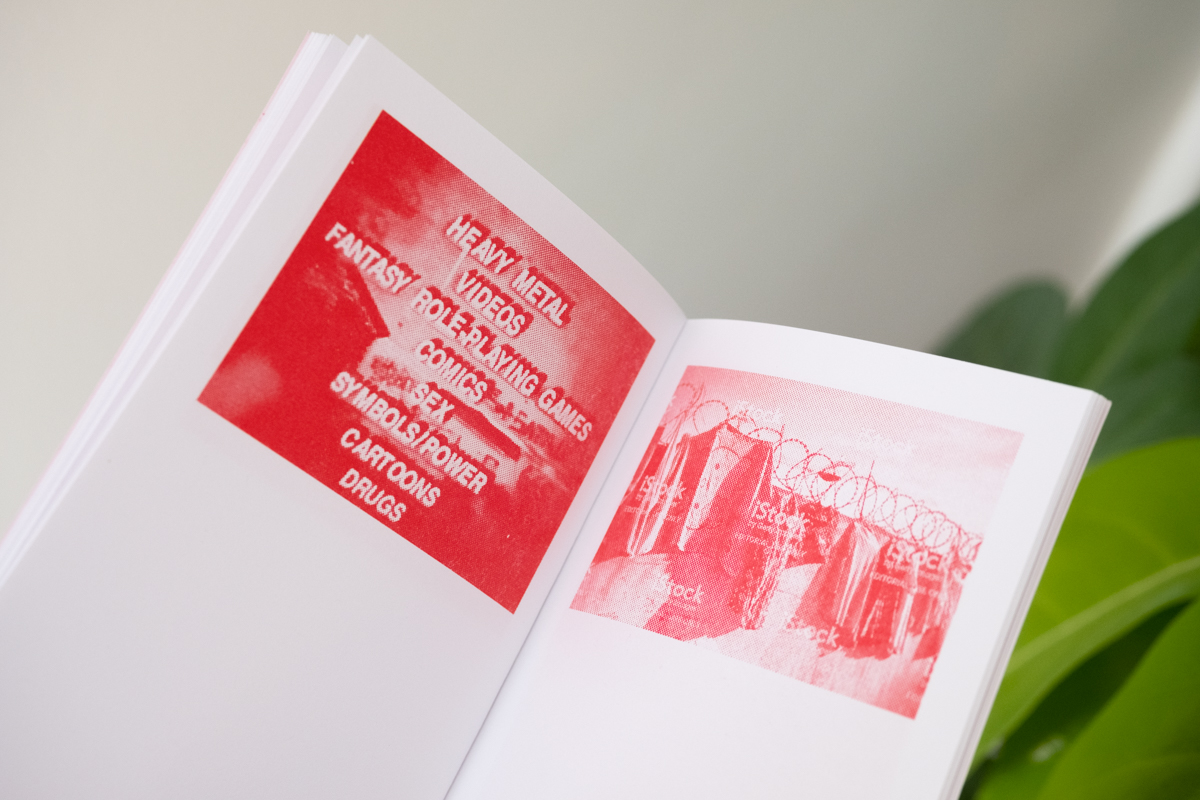 HEAVY METAL
VIDEOS
FANTASY ROLE-PLAYING GAMES
COMICS
SEX
SYMBOLS/POWER
CARTOONS
DRUGS
iStock
iStock
iStock
iStock
iStock
iStock
iStock